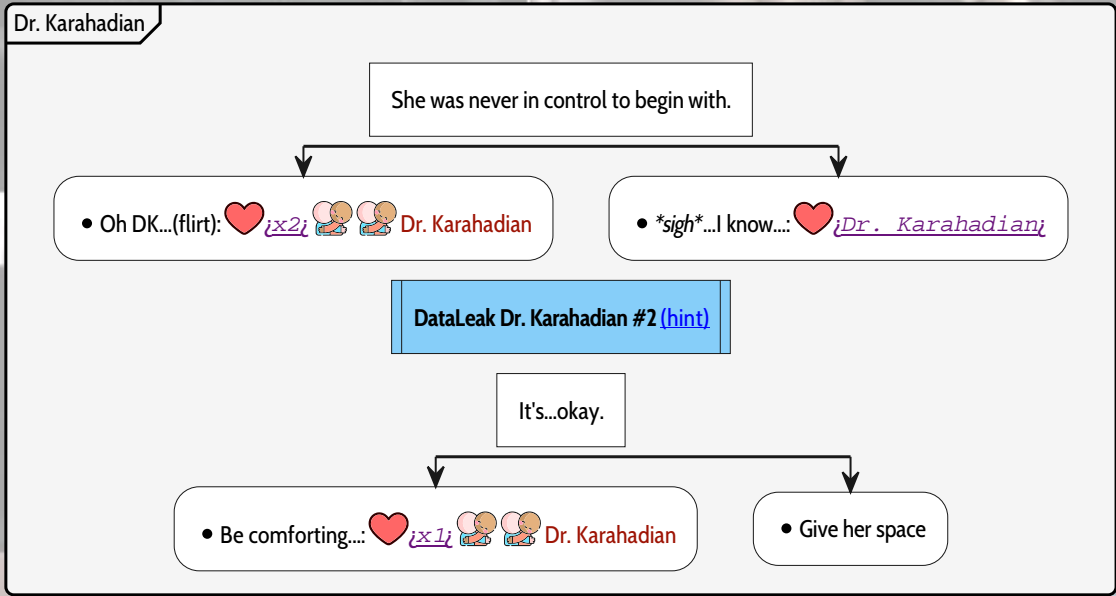 Dr. Karahadian
She was never in control to begin with.
• Oh DK...(flirt): ¡x2¡ Dr. Karahadian
• *sigh*...I know...: ¡Dr. Karahadian¡
DataLeak Dr. Karahadian #2 (hint)
It's...okay.
• Be comforting...: ¡x1¡ Dr. Karahadian
• Give her space